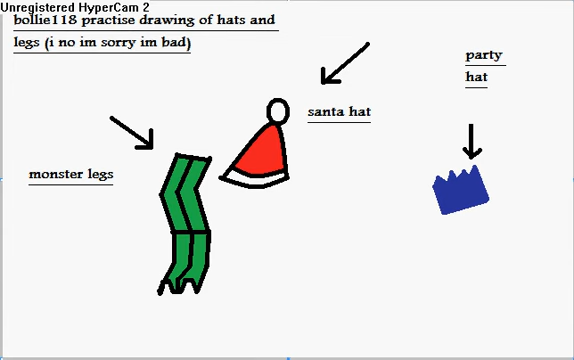 Unregistered HyperCam 2
bollie118 practise drawing of hats and
legs (i no im sorry im bad)
party
hat
santa hat
monster legs